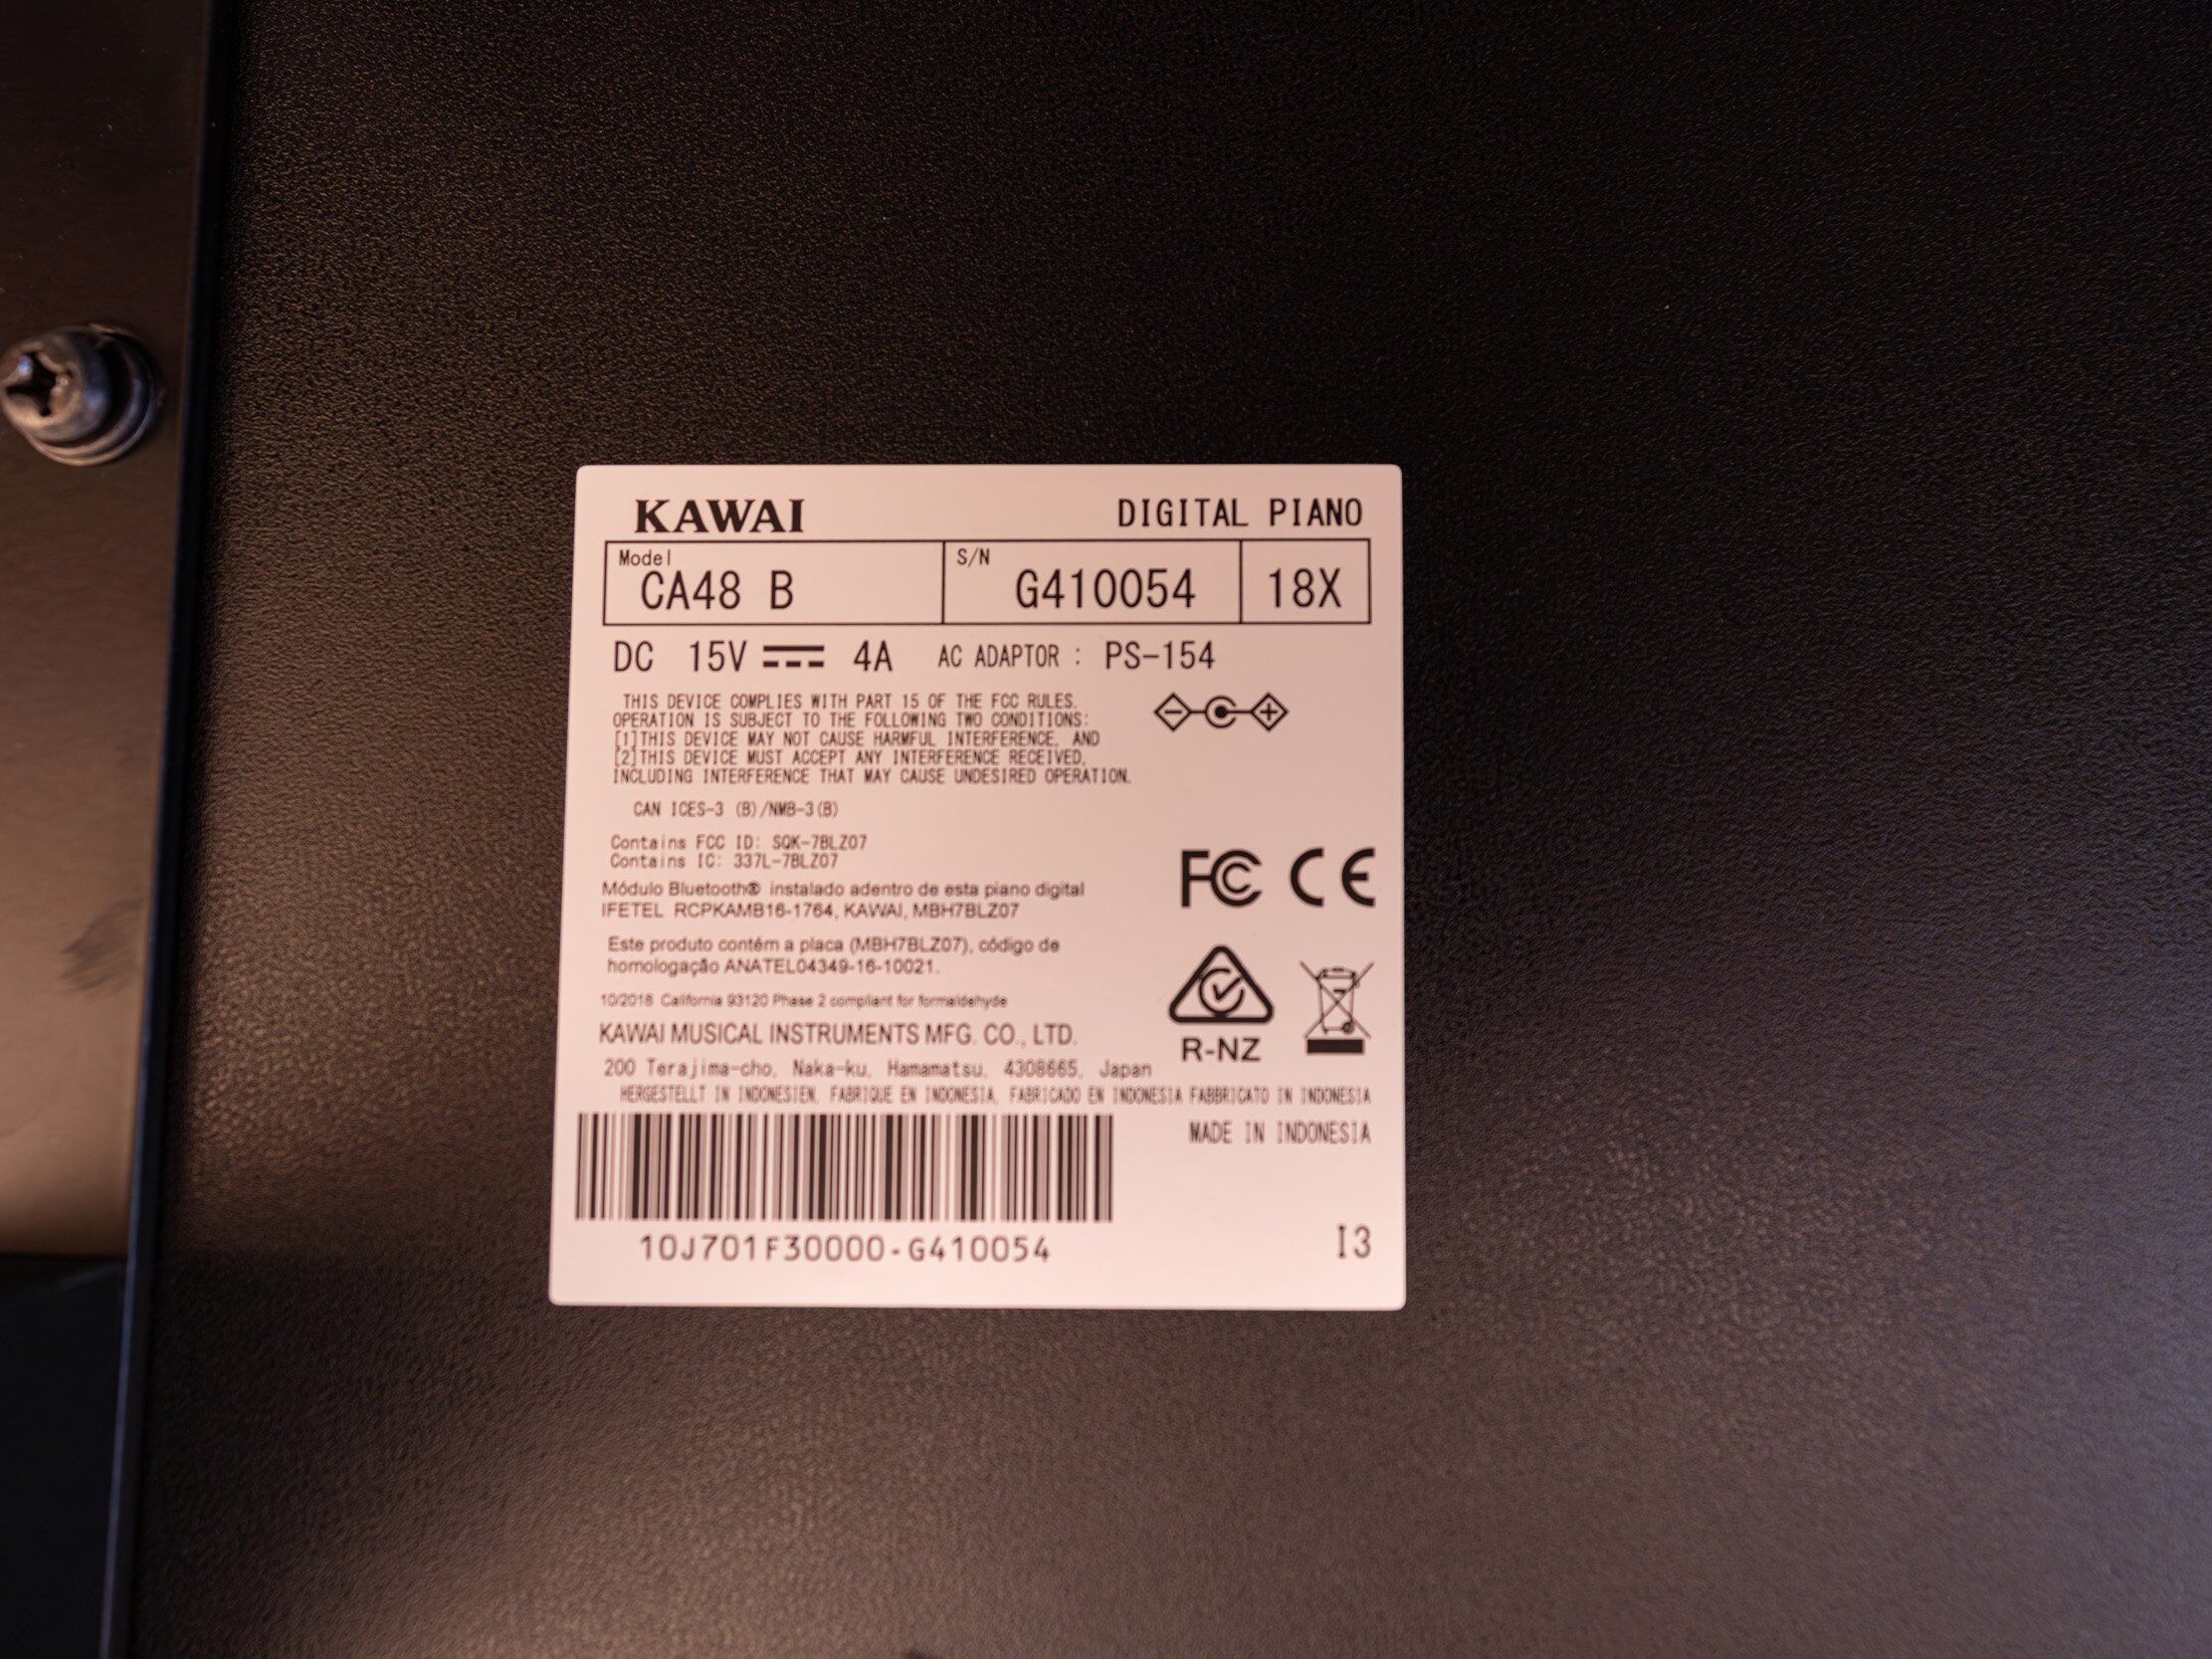 KAWAI DIGITAL PIANO
Model CA48 B S/N G410054 18X
DC 15V 4A AC ADAPTOR : PS-154
THIS DEVICE COMPLIES WITH PART 15 OF THE FCC RULES.
OPERATION IS SUBJECT TO THE FOLLOWING TWO CONDITIONS:
[1]THIS DEVICE MAY NOT CAUSE HARMFUL INTERFERENCE, AND
[2]THIS DEVICE MUST ACCEPT ANY INTERFERENCE RECEIVED,
INCLUDING INTERFERENCE THAT MAY CAUSE UNDESIRED OPERATION.
CAN ICES-3 (B)/NMB-3(B)
Contains FCC ID: SQK-7BLZ07
Contains IC: 337L-7BLZ07
FC CE
Módulo Bluetooth® instalado adentro de esta piano digital
IFETEL RCPKAMB16-1764, KAWAI, MBH7BLZ07
Este produto contém a placa (MBH7BLZ07), código de
homologação ANATEL04349-16-10021.
10/2018 California 93120 Phase 2 compliant for formaldehyde
KAWAI MUSICAL INSTRUMENTS MFG. CO., LTD.
R-NZ
200 Terajima-cho, Naka-ku, Hamamatsu, 4308665, Japan
HERGESTELLT IN INDONESIEN, FABRIQUE EN INDONESIA, FABRICADO EN INDONESIA FABBRICATO IN INDONESIA
MADE IN INDONESIA
10J701F30000-G410054
I3